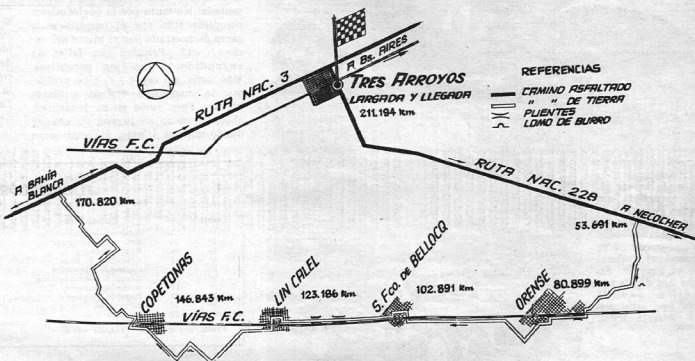 A Bs. AIRES
RUTA NAC. 3
TRES ARROYOS
LARGADA Y LLEGADA
211.194 Km
REFERENCIAS
CAMINO ASFALTADO
" " DE TIERRA
PUENTES
LOMO DE BURRO
VÍAS F.C.
A BAHÍA
BLANCA
170.820 Km
RUTA NAC. 228
A NECOCHEA
53.691 Km
COPETONAS
146.843 Km
LIN CALEL
123.186 Km
S. Fco. DE BELLOCQ
102.891 Km
ORENSE
80.899 Km
VÍAS F.C.